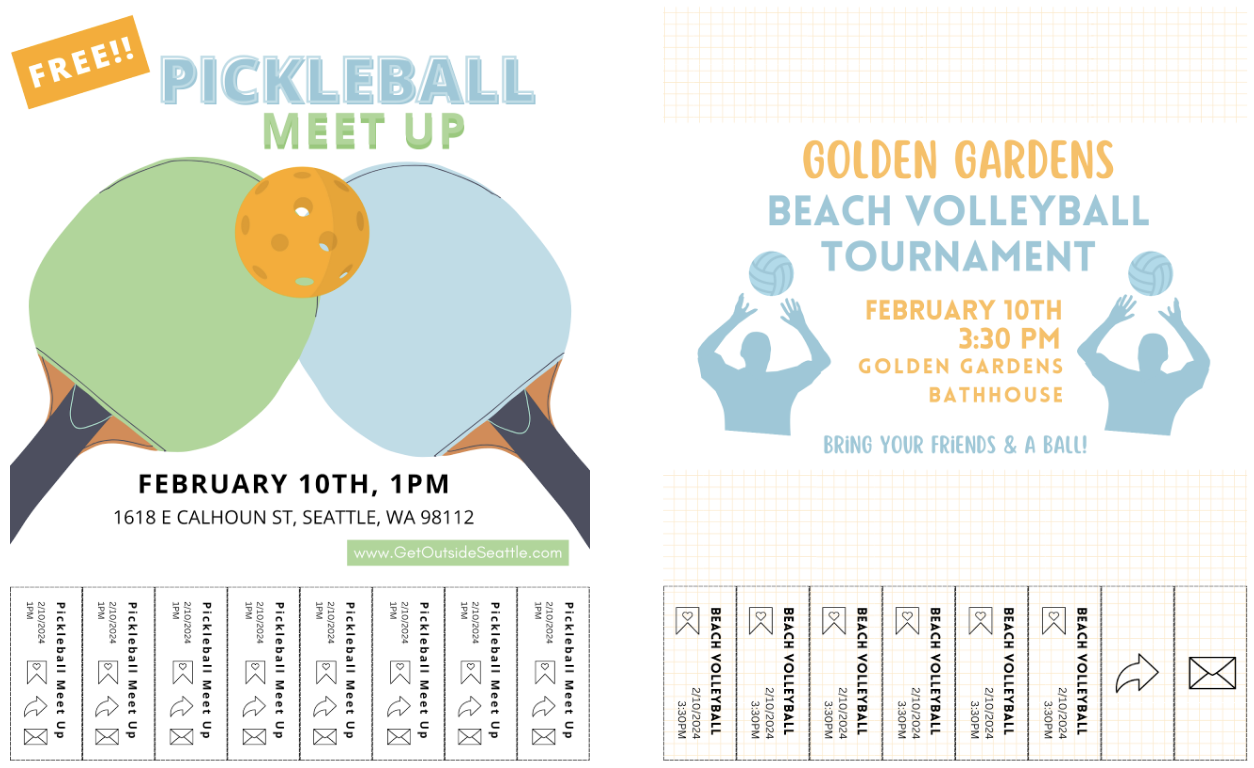 FREE!!
PICKLEBALL
MEET UP
FEBRUARY 10TH, 1PM
1618 E CALHOUN ST, SEATTLE, WA 98112
www.GetOutsideSeattle.com
Pickleball Meet Up
2/10/2024
1PM
Pickleball Meet Up
2/10/2024
1PM
Pickleball Meet Up
2/10/2024
1PM
Pickleball Meet Up
2/10/2024
1PM
Pickleball Meet Up
2/10/2024
1PM
Pickleball Meet Up
2/10/2024
1PM
Pickleball Meet Up
2/10/2024
1PM
Pickleball Meet Up
2/10/2024
1PM
GOLDEN GARDENS
BEACH VOLLEYBALL
TOURNAMENT
FEBRUARY 10TH
3:30 PM
GOLDEN GARDENS
BATHHOUSE
BRING YOUR FRIENDS & A BALL!
BEACH VOLLEYBALL
2/10/2024
3:30PM
BEACH VOLLEYBALL
2/10/2024
3:30PM
BEACH VOLLEYBALL
2/10/2024
3:30PM
BEACH VOLLEYBALL
2/10/2024
3:30PM
BEACH VOLLEYBALL
2/10/2024
3:30PM
BEACH VOLLEYBALL
2/10/2024
3:30PM